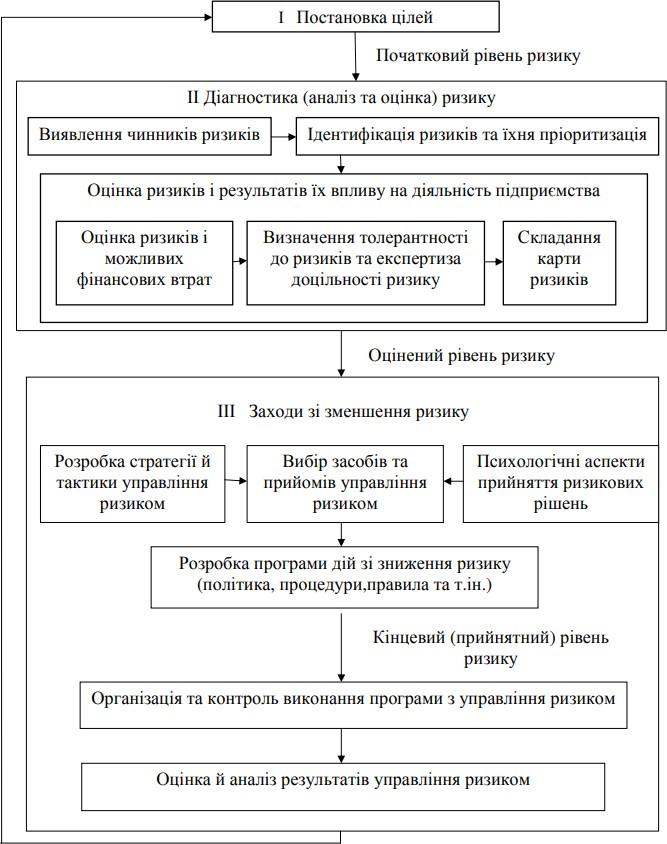 І Постановка цілей
Початковий рівень ризику
ІІ Діагностика (аналіз та оцінка) ризику
Виявлення чинників ризиків
Ідентифікація ризиків та їхня пріоритизація
Оцінка ризиків і результатів їх впливу на діяльність підприємства
Оцінка ризиків і
можливих
фінансових втрат
Визначення толерантності
до ризиків та експертиза
доцільності ризику
Складання
карти
ризиків
Оцінений рівень ризику
ІІІ Заходи зі зменшення ризику
Розробка стратегії й
тактики управління
ризиком
Вибір засобів та
прийомів управління
ризиком
Психологічні аспекти
прийняття ризикових
рішень
Розробка програми дій зі зниження ризику
(політика, процедури,правила та т.ін.)
Кінцевий (прийнятний) рівень
ризику
Організація та контроль виконання програми з управління ризиком
Оцінка й аналіз результатів управління ризиком